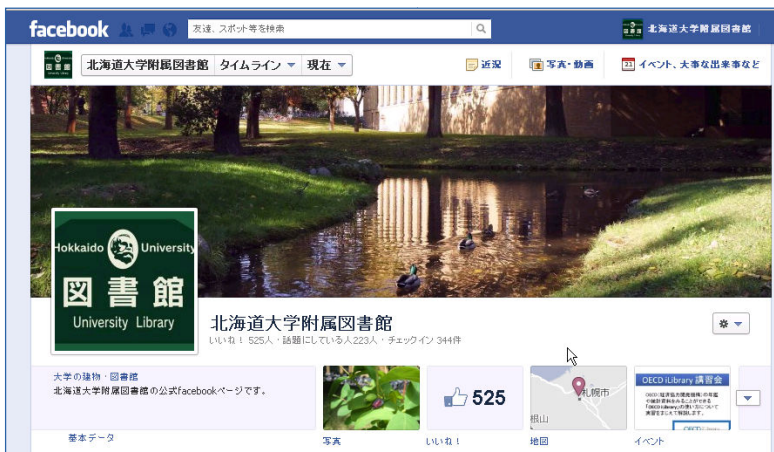 facebook
友達、スポット等を検索
北海道大学附属図書館
北海道大学附属図書館 タイムライン 現在
近況
写真・動画
21 イベント、大事な出来事など
Hokkaido University
図書館
University Library
北海道大学附属図書館
いいね！ 525人・話題にしている人223人・チェックイン 344件
大学の建物・図書館
北海道大学附属図書館の公式facebookページです。
基本データ
写真
525
いいね！
札幌市
根山
地図
OECD iLibrary 講習会
イベント